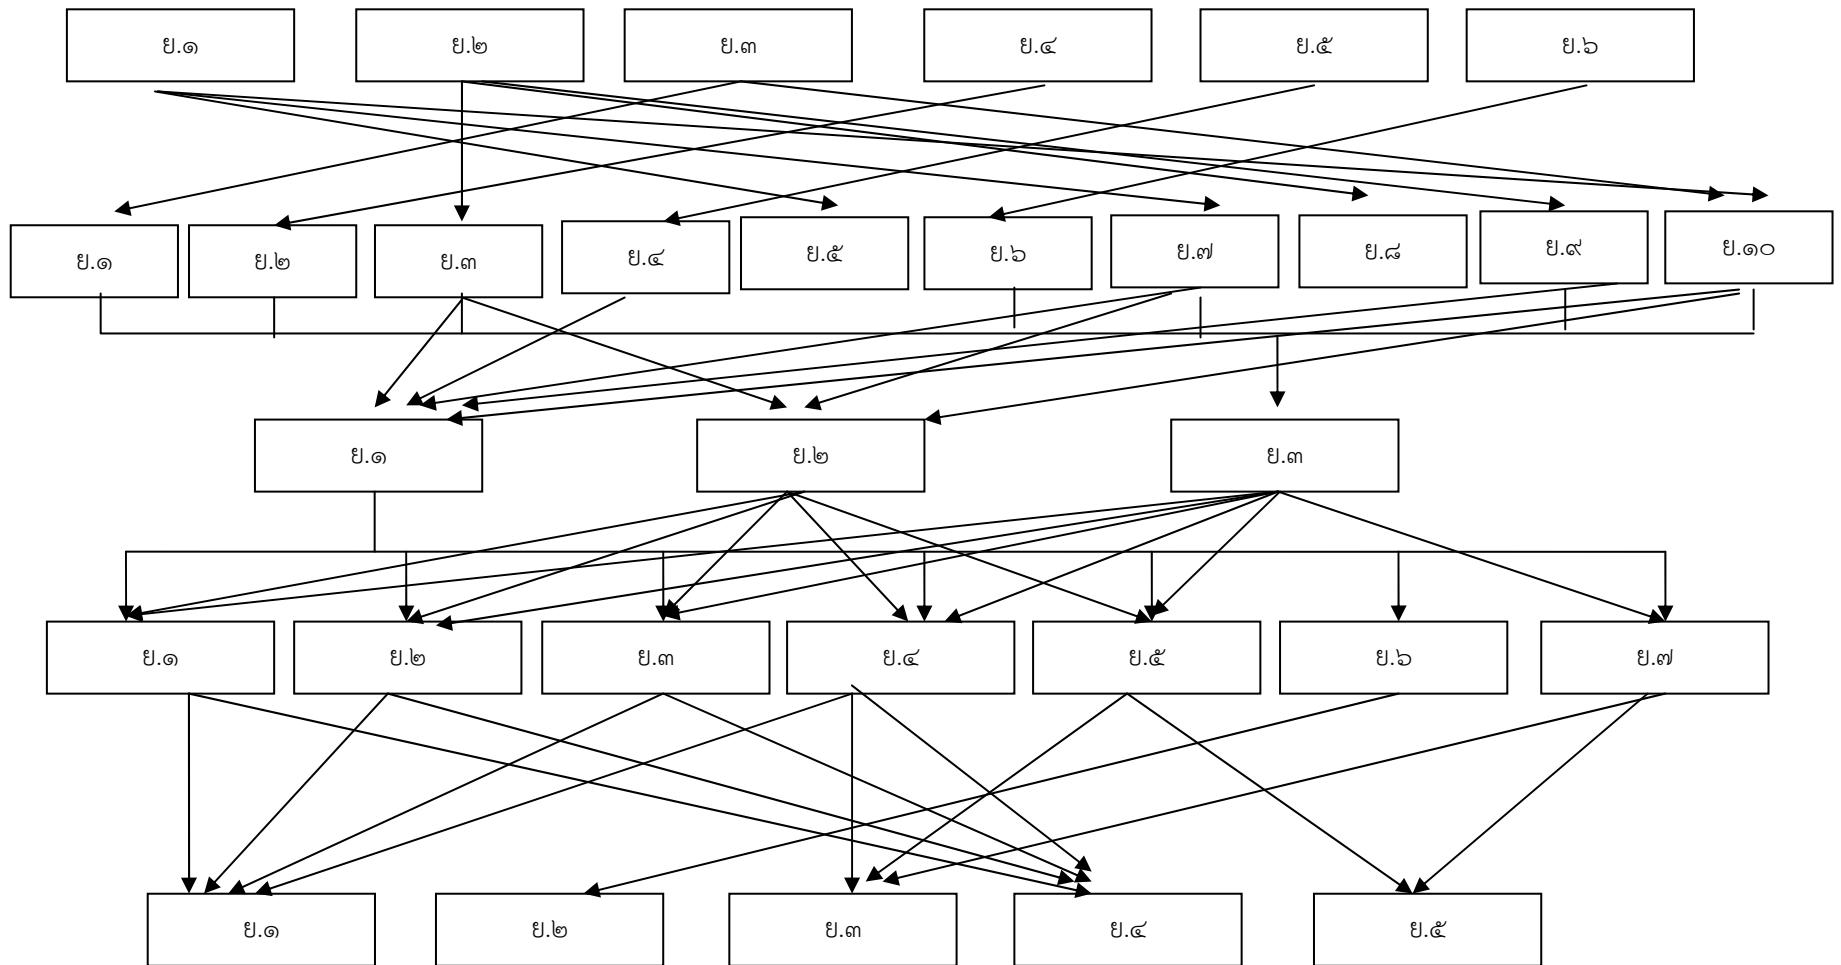 ย.๑ ย.๒ ย.๓ ย.๔ ย.๕ ย.๖
ย.๑ ย.๒ ย.๓ ย.๔ ย.๕ ย.๖ ย.๗ ย.๘ ย.๙ ย.๑๐
ย.๑ ย.๒ ย.๓
ย.๑ ย.๒ ย.๓ ย.๔ ย.๕ ย.๖ ย.๗
ย.๑ ย.๒ ย.๓ ย.๔ ย.๕